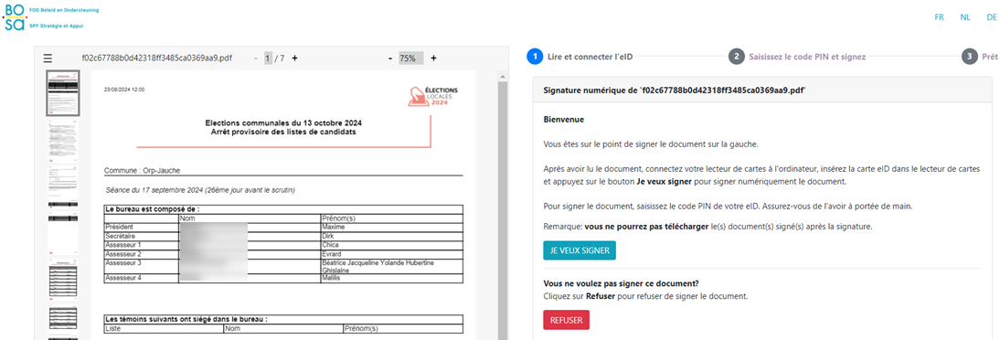 BO
SA
FOD Beleid en Ondersteuning
SPF Stratégie et Appui
FR NL DE
f02c67788b0d42318ff3485ca0369aa9.pdf - 1 / 7 + - 75% +
23/08/2024 12:00
ÉLECTIONS
LOCALES
2024
Elections communales du 13 octobre 2024
Arrêt provisoire des listes de candidats
Commune : Orp-Jauche
Séance du 17 septembre 2024 (26ème jour avant le scrutin)
Le bureau est composé de :
Nom Prénom(s)
Président Maxime
Secrétaire Dirk
Assesseur 1 Chica
Assesseur 2 Evrard
Assesseur 3 Béatrice Jacqueline Yolande Hubertine
Ghislaine
Assesseur 4 Malilis
Les témoins suivants ont siégé dans le bureau :
Liste Nom Prénom(s)
1 Lire et connecter l'eID 2 Saisissez le code PIN et signez 3 Prêt
Signature numérique de 'f02c67788b0d42318ff3485ca0369aa9.pdf'
Bienvenue
Vous êtes sur le point de signer le document sur la gauche.
Après avoir lu le document, connectez votre lecteur de cartes à l'ordinateur, insérez la carte eID dans le lecteur de cartes
et appuyez sur le bouton Je veux signer pour signer numériquement le document.
Pour signer le document, saisissez le code PIN de votre eID. Assurez-vous de l'avoir à portée de main.
Remarque: vous ne pourrez pas télécharger le(s) document(s) signé(s) après la signature.
JE VEUX SIGNER
Vous ne voulez pas signer ce document?
Cliquez sur Refuser pour refuser de signer le document.
REFUSER